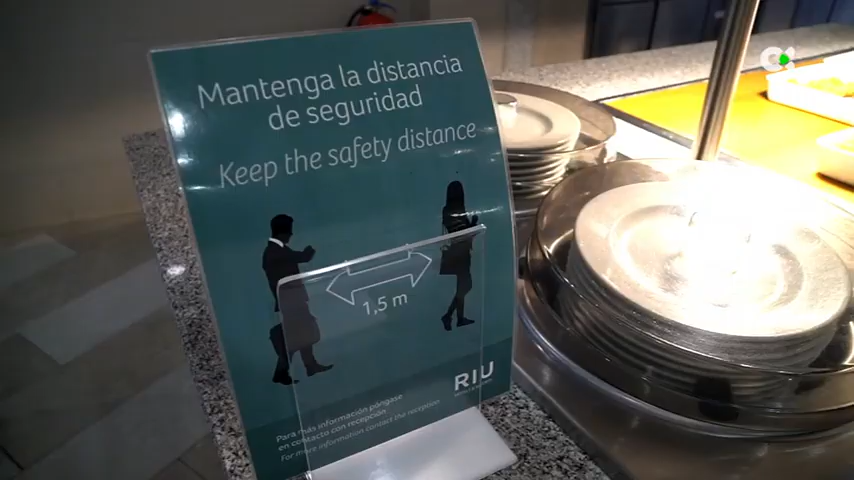 Mantenga la distancia
de seguridad
Keep the safety distance
1,5 m
RIU
Para más información póngase
en contacto con recepción
For more information contact the reception